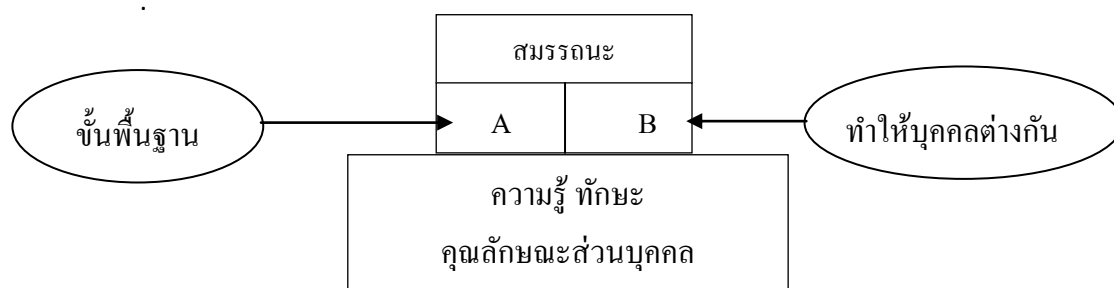 สมรรถนะ
ขั้นพื้นฐาน
A
B
ทำให้บุคคลต่างกัน
ความรู้ ทักษะ
คุณลักษณะส่วนบุคคล